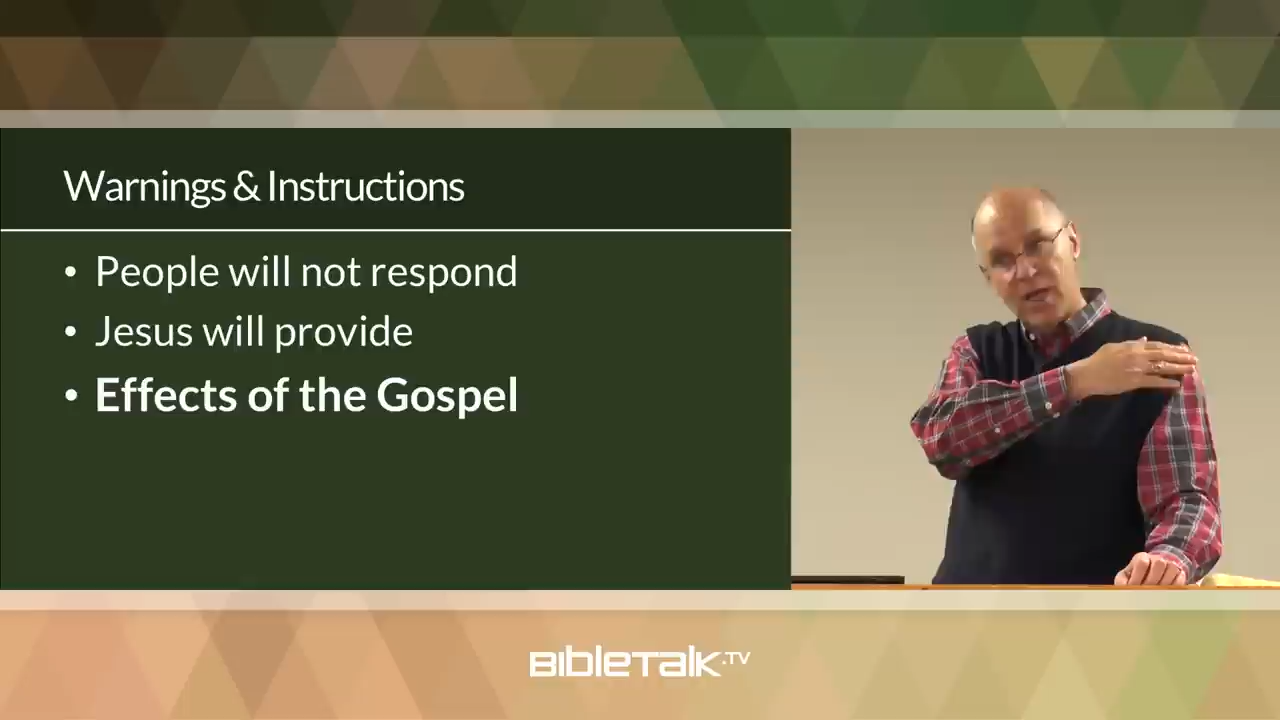 Warnings & Instructions
• People will not respond
• Jesus will provide
• Effects of the Gospel
BIBLETALK.TV